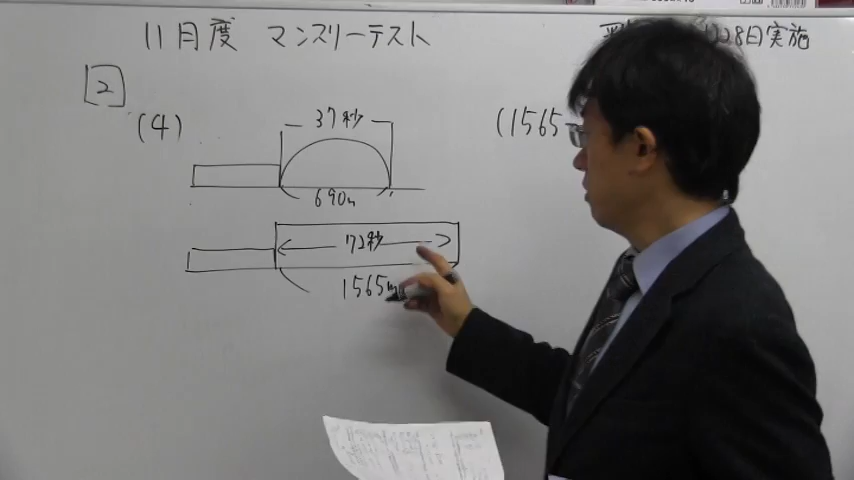 11月度 マンスリーテスト
28日実施
2
(4)
37秒
690m
(1565-
72秒
1565m